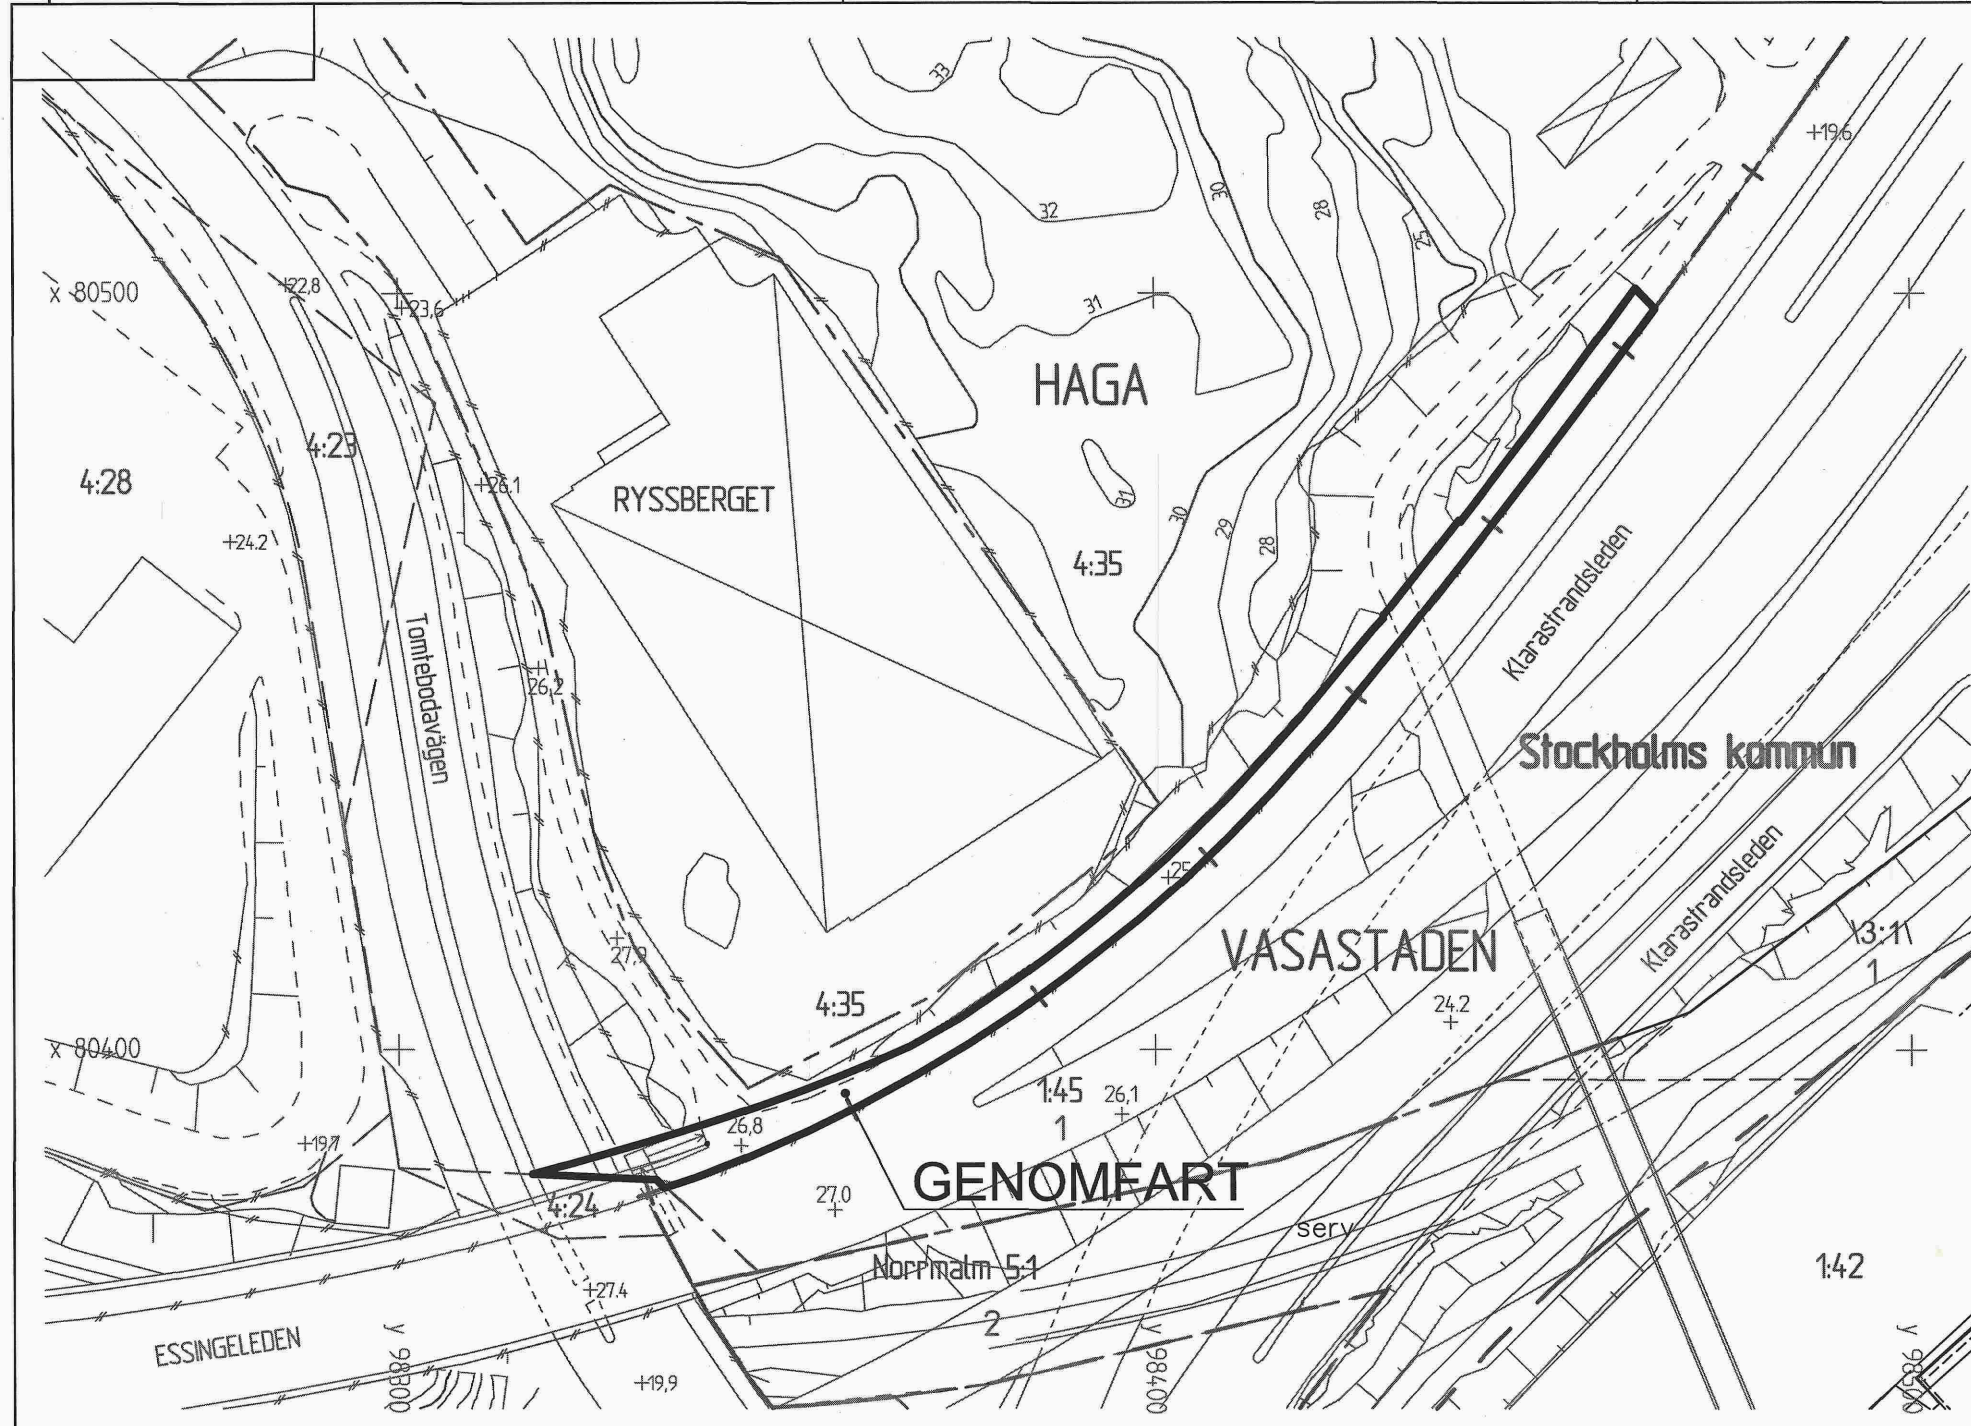 33
+19.6
30
32
28
25
x 80500
+22,8
+23,6
31
HAGA
4:23
4:28
+26.1
RYSSBERGET
31
30
29
28
+24.2
4:35
Klarastrandsleden
Tomtebodavägen
26,2
Stockholms kommun
Klarastrandsleden
+25
VASASTADEN
\3:1\
1
27,9
4:35
24.2
x 80400
1:45
26,1
1
26,8
+19.7
GENOMFART
4:24
27.0
serv
Norrmalm 5:1
1:42
+27.4
2
ESSINGELEDEN
y 98300
y 98400
y 98500
+19,9